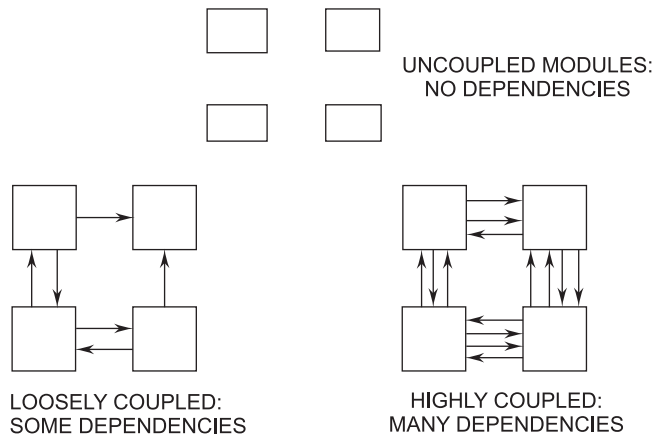 UNCOUPLED MODULES:
NO DEPENDENCIES
LOOSELY COUPLED:
SOME DEPENDENCIES
HIGHLY COUPLED:
MANY DEPENDENCIES